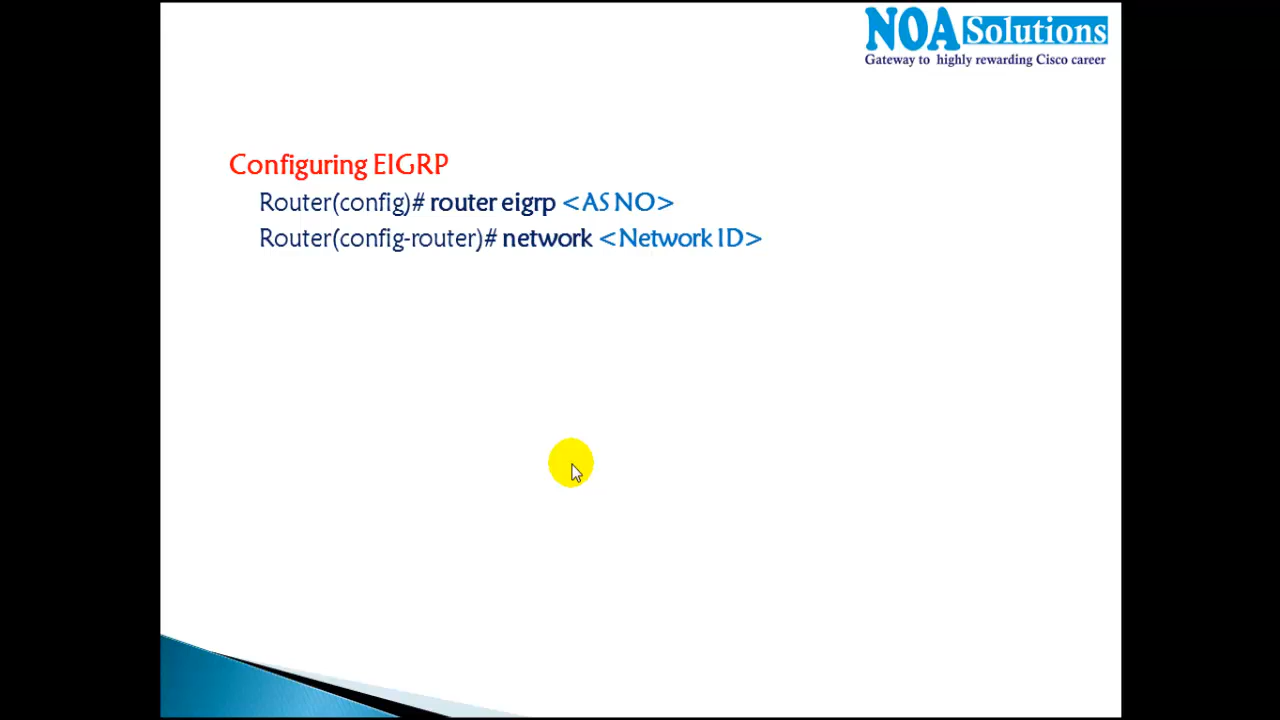 NOA Solutions
Gateway to highly rewarding Cisco career
Configuring EIGRP
Router(config)# router eigrp <AS NO>
Router(config-router)# network <Network ID>